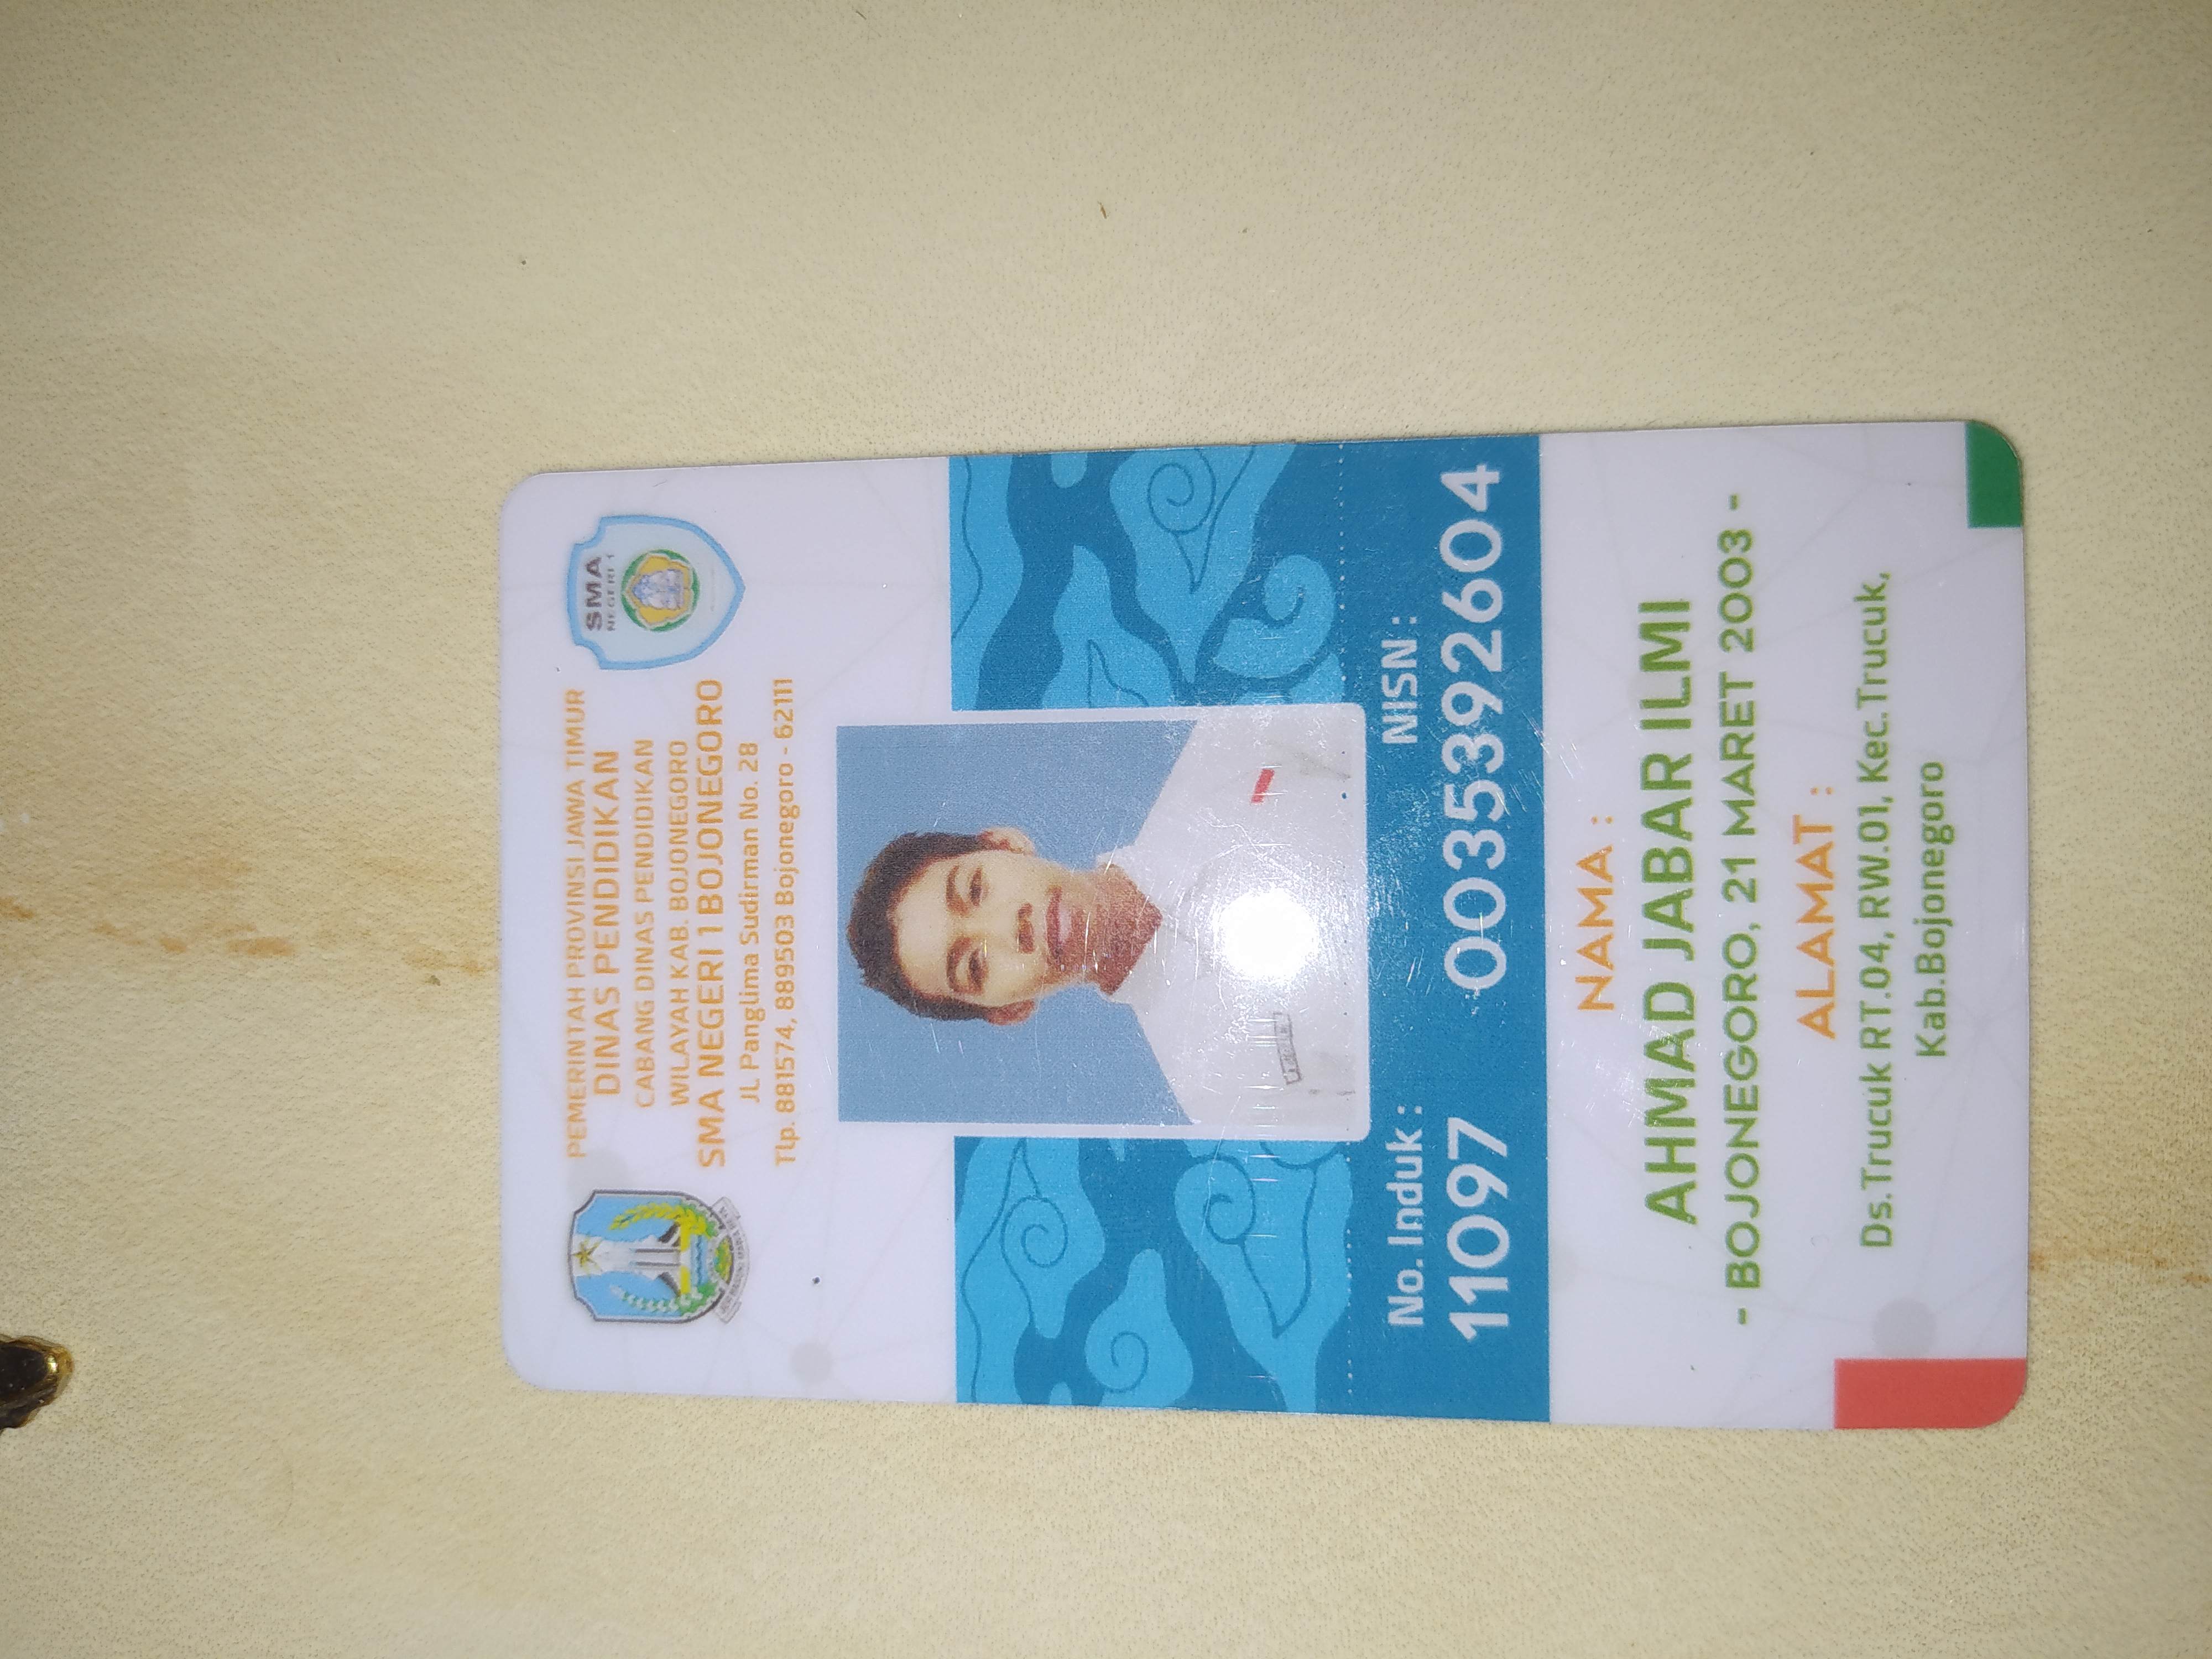 PEMERINTAH PROVINSI JAWA TIMUR
DINAS PENDIDIKAN
CABANG DINAS PENDIDIKAN
WILAYAH KAB. BOJONEGORO
SMA NEGERI 1 BOJONEGORO
JL Panglima Sudirman No. 28
Tlp. 881574, 889503 Bojonegoro - 62111
SMA
NEGERI 1
No. Induk :
11097
NISN :
0035392604
NAMA :
AHMAD JABAR ILMI
- BOJONEGORO, 21 MARET 2003 -
ALAMAT :
Ds.Trucuk RT.04, RW.01, Kec.Trucuk,
Kab.Bojonegoro